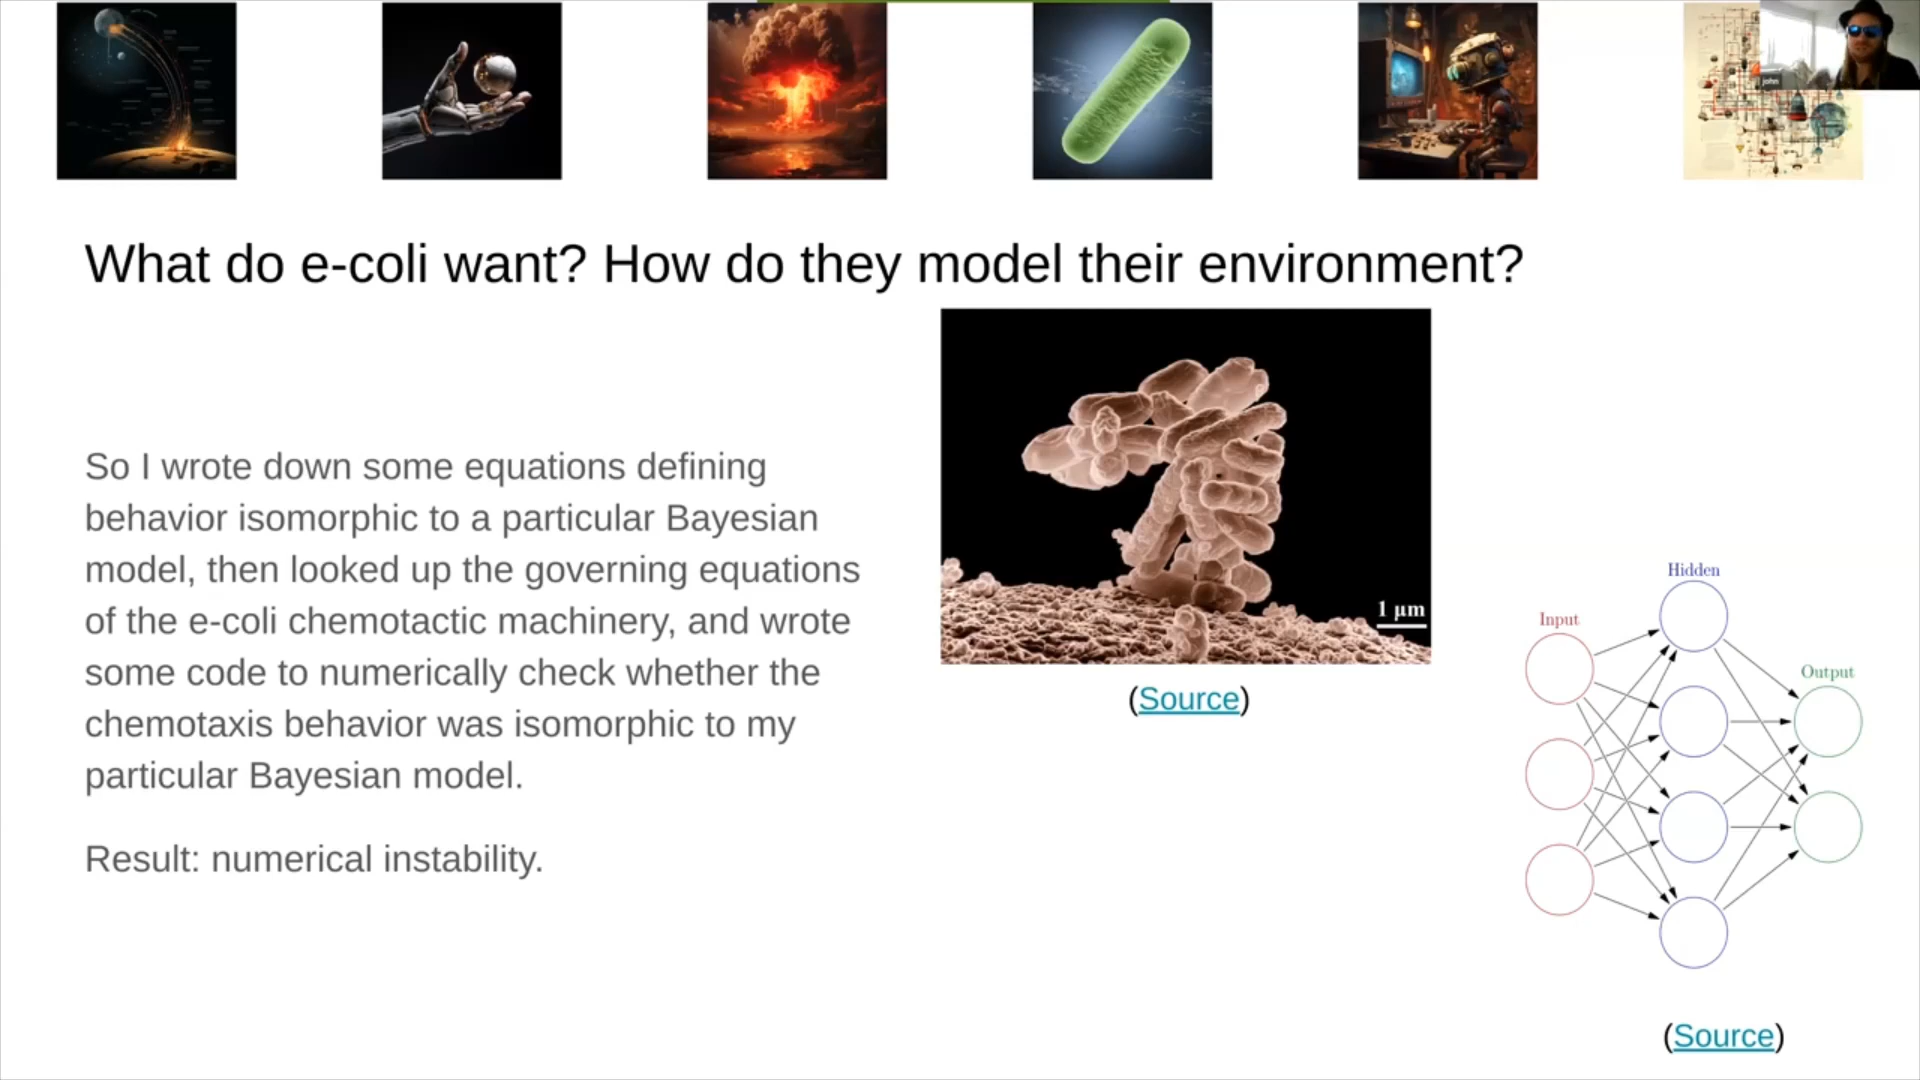 john
What do e-coli want? How do they model their environment?
So I wrote down some equations defining
behavior isomorphic to a particular Bayesian
model, then looked up the governing equations
of the e-coli chemotactic machinery, and wrote
some code to numerically check whether the
chemotaxis behavior was isomorphic to my
particular Bayesian model.
Result: numerical instability.
1 µm
(Source)
Hidden
Input
Output
(Source)